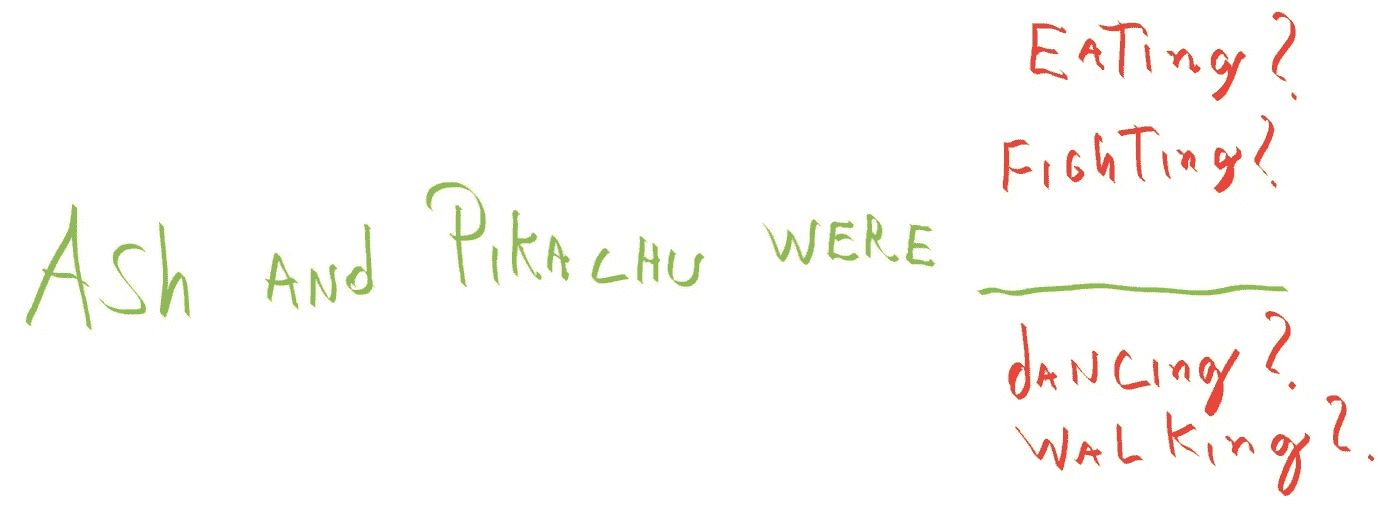 EATing?
FighTing?
ASh AND PIKACHU WERE
dANCing?
WALKing?.